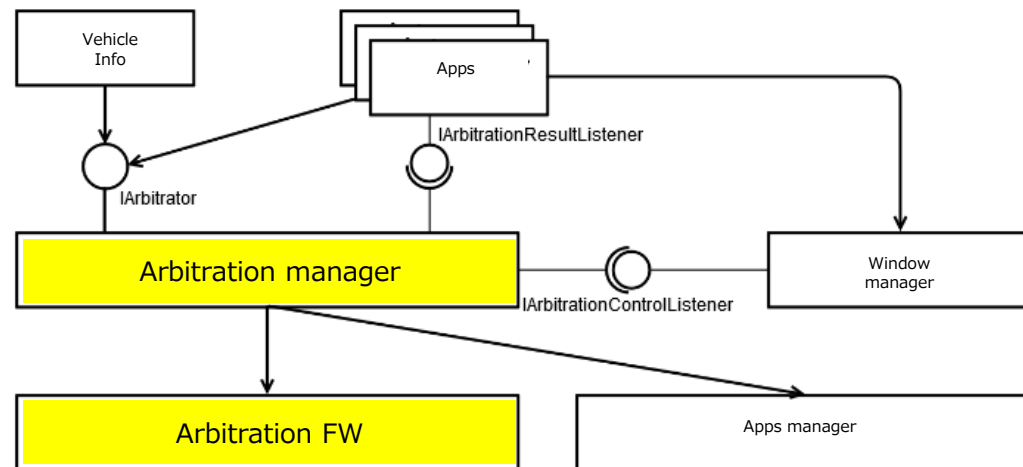 Vehicle
Info
Apps
IArbitrationResultListener
IArbitrator
Arbitration manager
Window
manager
IArbitrationControlListener
Arbitration FW
Apps manager